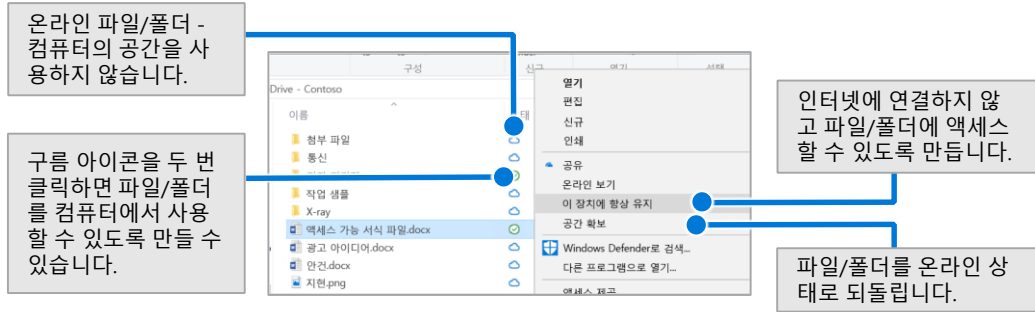 온라인 파일/폴더 -
컴퓨터의 공간을 사
용하지 않습니다.
구름 아이콘을 두 번
클릭하면 파일/폴더
를 컴퓨터에서 사용
할 수 있도록 만들 수
있습니다.
구성
신규
열기
선택
Drive - Contoso
이름
태
첨부 파일
통신
작업 샘플
X-ray
액세스 가능 서식 파일.docx
광고 아이디어.docx
안건.docx
지현.png
열기
편집
신규
인쇄
공유
온라인 보기
이 장치에 항상 유지
공간 확보
Windows Defender로 검색...
다른 프로그램으로 열기...
액세스 제공
인터넷에 연결하지 않
고 파일/폴더에 액세스
할 수 있도록 만듭니다.
파일/폴더를 온라인 상
태로 되돌립니다.